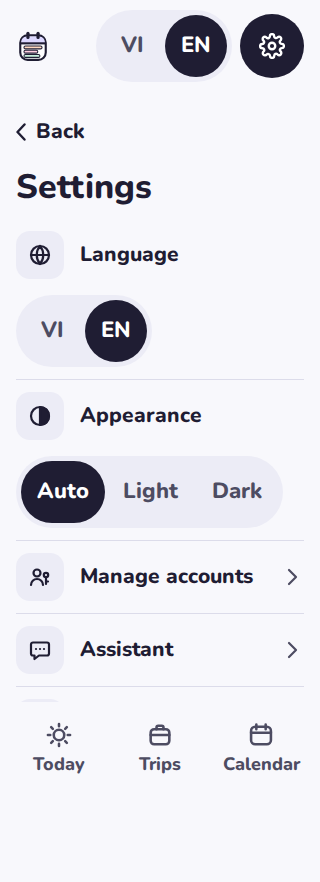 VI EN
Back
Settings
Language
VI EN
Appearance
Auto Light Dark
Manage accounts
Assistant
Today Trips Calendar